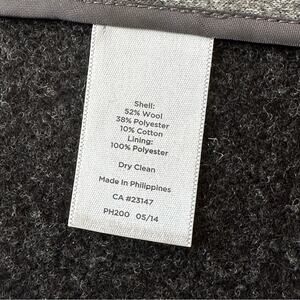 Shell:
52% Wool
38% Polyester
10% Cotton
Lining:
100% Polyester
Dry Clean
Made In Philippines
CA #23147
PH200 05/14